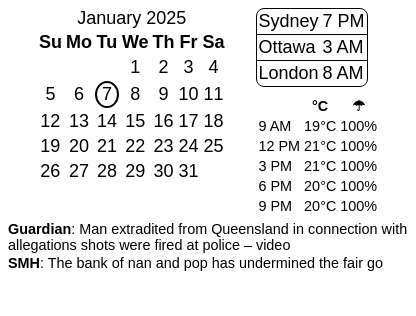 January 2025
Su Mo Tu We Th Fr Sa
1 2 3 4
5 6 7 8 9 10 11
12 13 14 15 16 17 18
19 20 21 22 23 24 25
26 27 28 29 30 31
Sydney 7 PM
Ottawa 3 AM
London 8 AM
°C ☂
9 AM 19°C 100%
12 PM 21°C 100%
3 PM 21°C 100%
6 PM 20°C 100%
9 PM 20°C 100%
Guardian: Man extradited from Queensland in connection with
allegations shots were fired at police – video
SMH: The bank of nan and pop has undermined the fair go